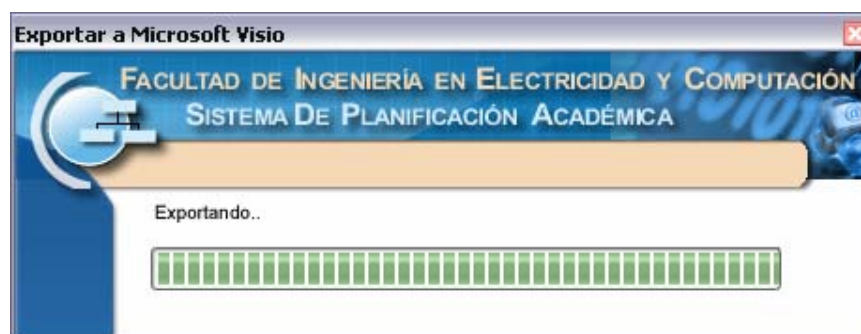 Exportar a Microsoft Visio
FACULTAD DE INGENIERÍA EN ELECTRICIDAD Y COMPUTACIÓN
SISTEMA DE PLANIFICACIÓN ACADÉMICA
Exportando..